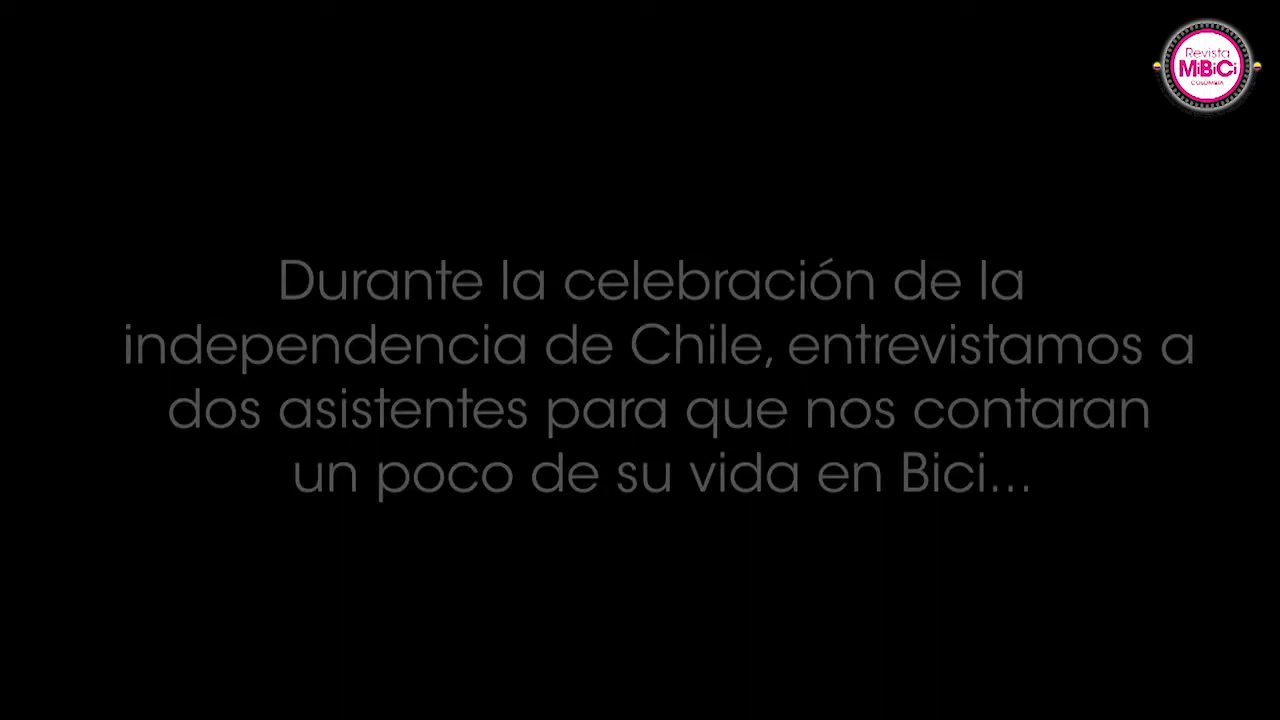 Revista
MiBiCi
COLOMBIA
Durante la celebración de la
independencia de Chile, entrevistamos a
dos asistentes para que nos contaran
un poco de su vida en Bici...